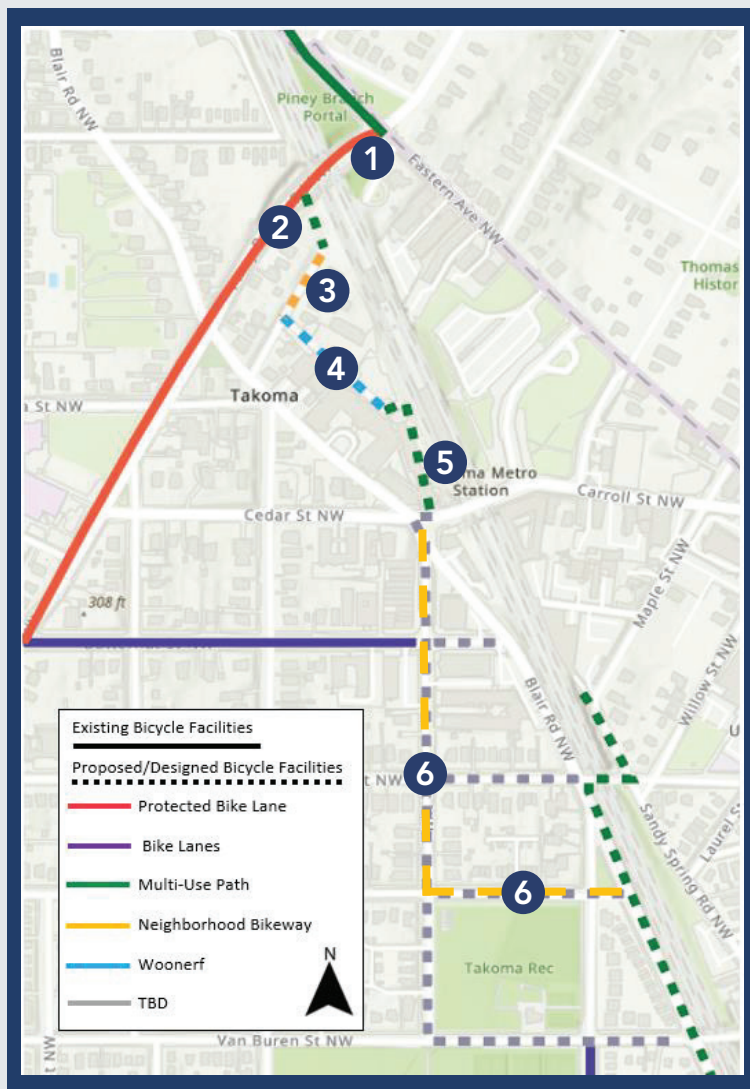 Blair Rd NW
Piney Branch
Portal
1
Eastern Ave NW
2
Thomas
Histor
3
4
Takoma
a St NW
5
ma Metro
Station
Carroll St NW
Cedar St NW
Maple St NW
308 ft
Willow St NW
Blair Rd NW
U
t NW
6
Sandy Spring Rd NW
Laurel St
6
Takoma Rec
Van Buren St NW
t NW
Existing Bicycle Facilities
Proposed/Designed Bicycle Facilities
Protected Bike Lane
Bike Lanes
Multi-Use Path
Neighborhood Bikeway
Woonerf
TBD
N